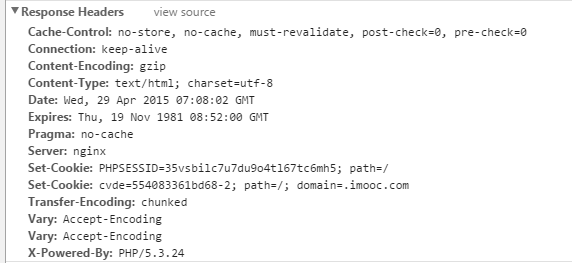 Response Headers view source
Cache-Control: no-store, no-cache, must-revalidate, post-check=0, pre-check=0
Connection: keep-alive
Content-Encoding: gzip
Content-Type: text/html; charset=utf-8
Date: Wed, 29 Apr 2015 07:08:02 GMT
Expires: Thu, 19 Nov 1981 08:52:00 GMT
Pragma: no-cache
Server: nginx
Set-Cookie: PHPSESSID=35vsbilc7u7du9o4tl67tc6mh5; path=/
Set-Cookie: cvde=554083361bd68-2; path=/; domain=.imooc.com
Transfer-Encoding: chunked
Vary: Accept-Encoding
Vary: Accept-Encoding
X-Powered-By: PHP/5.3.24